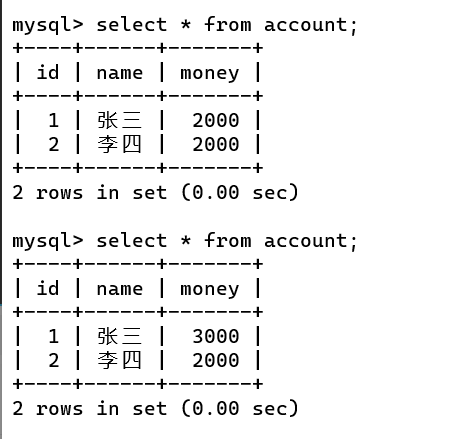 mysql> select * from account;
+----+------+-------+
| id | name | money |
+----+------+-------+
|  1 | 张三 |  2000 |
|  2 | 李四 |  2000 |
+----+------+-------+
2 rows in set (0.00 sec)

mysql> select * from account;
+----+------+-------+
| id | name | money |
+----+------+-------+
|  1 | 张三 |  3000 |
|  2 | 李四 |  2000 |
+----+------+-------+
2 rows in set (0.00 sec)